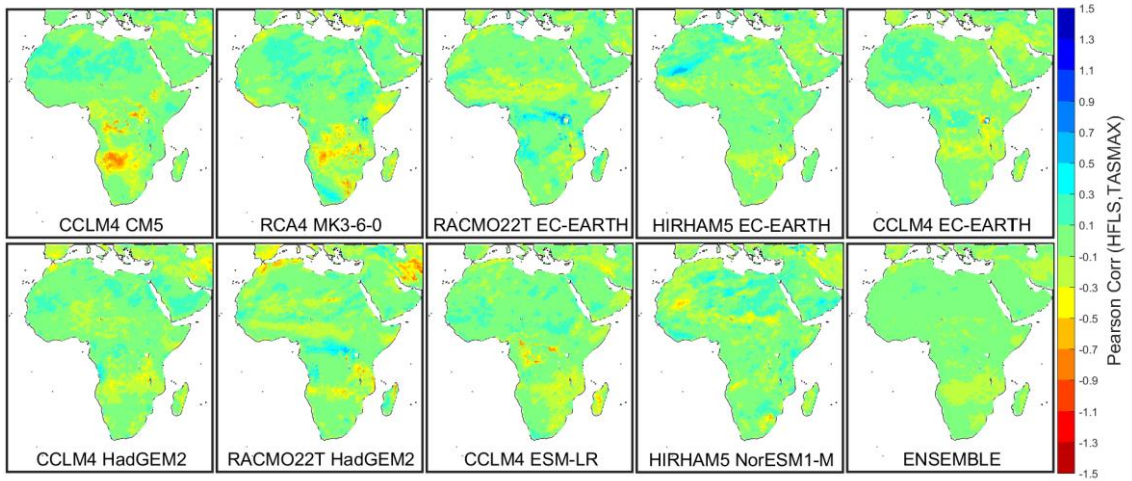 CCLM4 CM5
RCA4 MK3-6-0
RACMO22T EC-EARTH
HIRHAM5 EC-EARTH
CCLM4 EC-EARTH
CCLM4 HadGEM2
RACMO22T HadGEM2
CCLM4 ESM-LR
HIRHAM5 NorESM1-M
ENSEMBLE
1.5
1.3
1.1
0.9
0.7
0.5
0.3
0.1
-0.1
-0.3
-0.5
-0.7
-0.9
-1.1
-1.3
-1.5
Pearson Corr (HFLS,TASMAX)